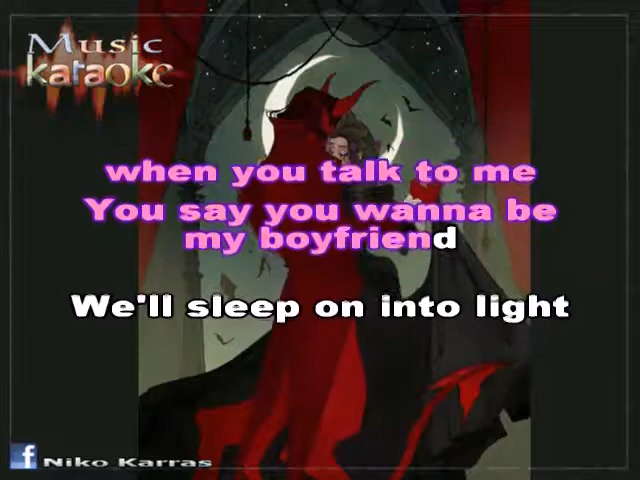 Music
karaoke
when you talk to me
You say you wanna be
my boyfriend
We'll sleep on into light
f Niko Karras